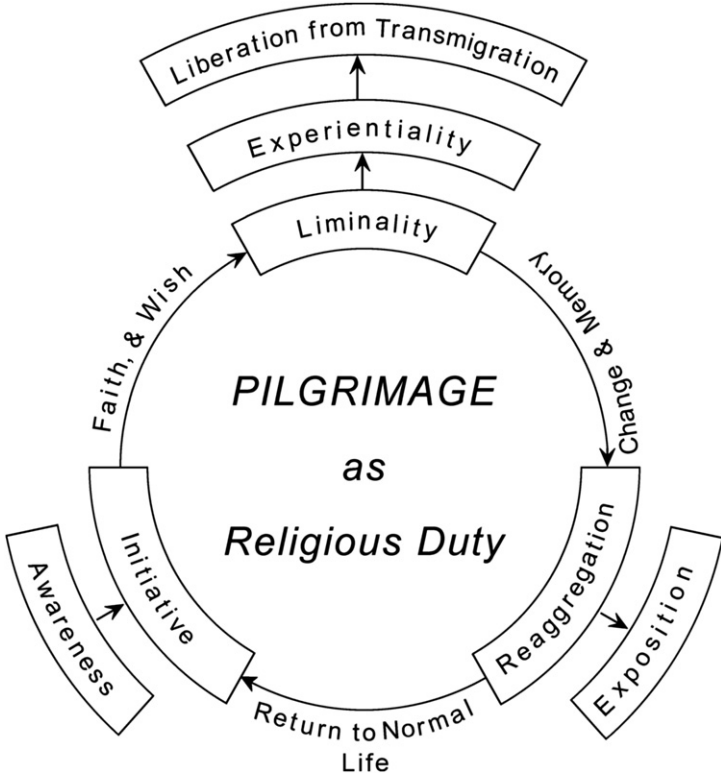 Liberation from Transmigration
Experientiality
Liminality
Faith, & Wish
Change & Memory
PILGRIMAGE
as
Religious Duty
Awareness
Initiative
Reaggregation
Exposition
Return to Normal
Life